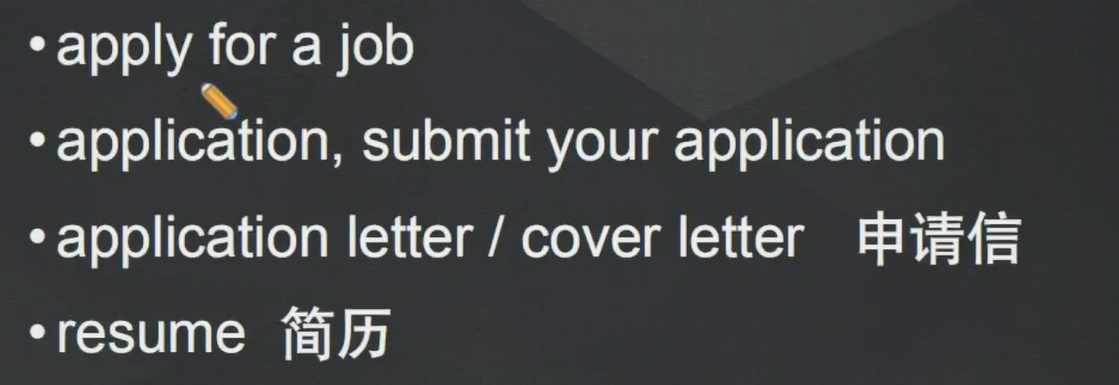 • apply for a job
• application, submit your application
• application letter / cover letter 申请信
• resume 简历